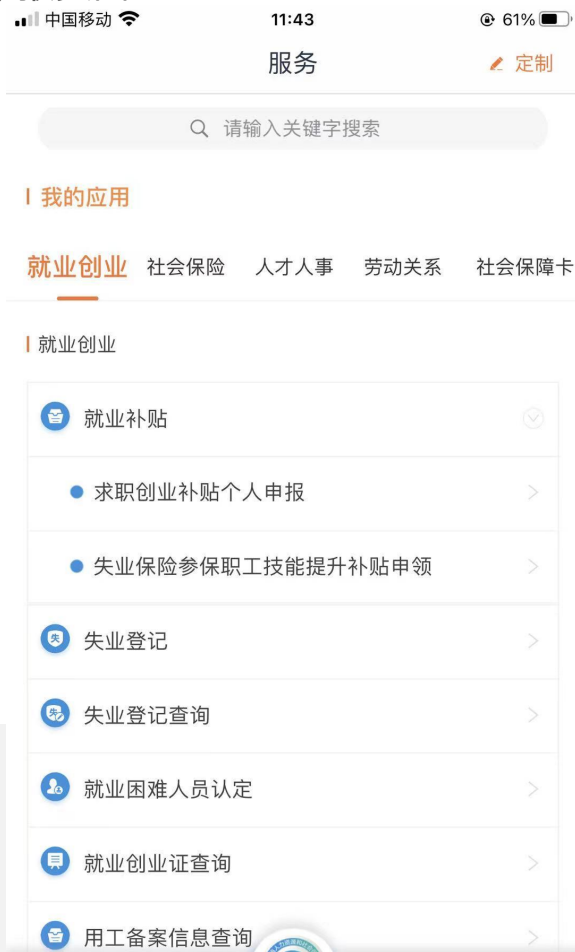 中国移动 11:43 61%
服务 定制
请输入关键字搜索
我的应用
就业创业 社会保险 人才人事 劳动关系 社会保障卡
就业创业
就业补贴
求职创业补贴个人申报
失业保险参保职工技能提升补贴申领
失 失业登记
失 失业登记查询
就业困难人员认定
就业创业证查询
用工备案信息查询